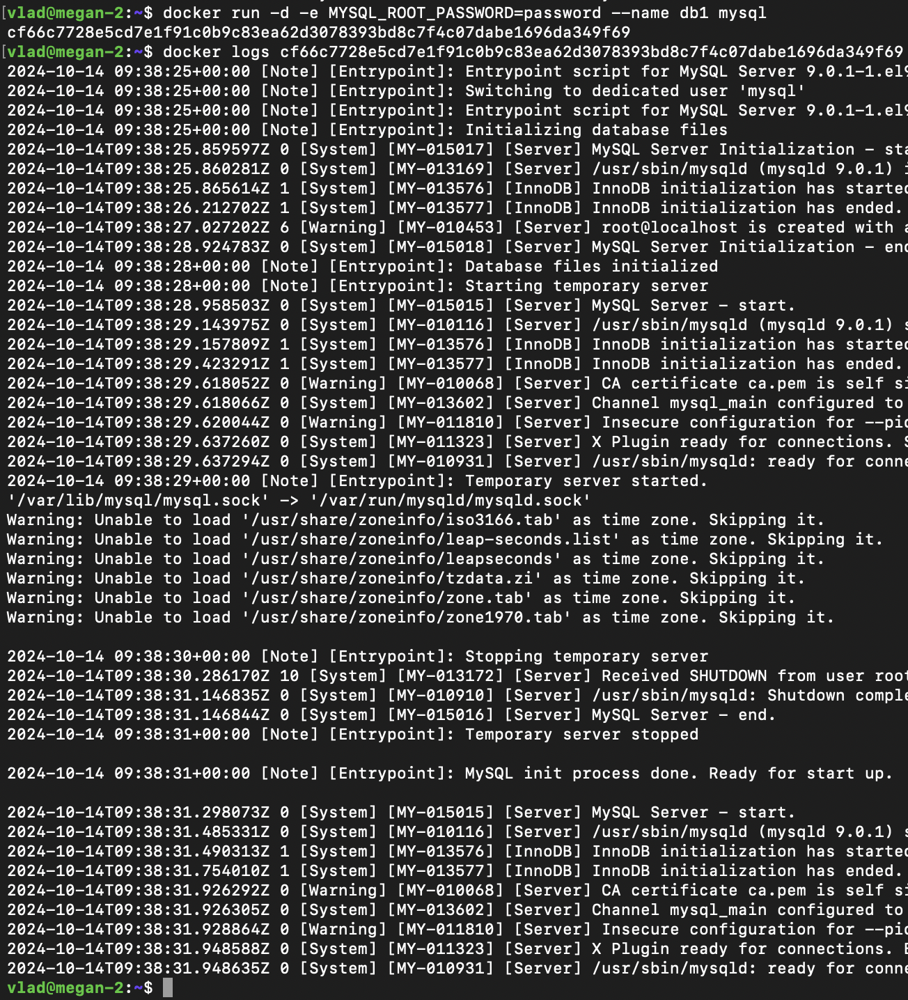 [vlad@megan-2:~$ docker run -d -e MYSQL_ROOT_PASSWORD=password --name db1 mysql
cf66c7728e5cd7e1f91c0b9c83ea62d3078393bd8c7f4c07dabe1696da349f69
[vlad@megan-2:~$ docker logs cf66c7728e5cd7e1f91c0b9c83ea62d3078393bd8c7f4c07dabe1696da349f69
2024-10-14 09:38:25+00:00 [Note] [Entrypoint]: Entrypoint script for MySQL Server 9.0.1-1.el9
2024-10-14 09:38:25+00:00 [Note] [Entrypoint]: Switching to dedicated user 'mysql'
2024-10-14 09:38:25+00:00 [Note] [Entrypoint]: Entrypoint script for MySQL Server 9.0.1-1.el9
2024-10-14 09:38:25+00:00 [Note] [Entrypoint]: Initializing database files
2024-10-14T09:38:25.859597Z 0 [System] [MY-015017] [Server] MySQL Server Initialization - sta
2024-10-14T09:38:25.860281Z 0 [System] [MY-013169] [Server] /usr/sbin/mysqld (mysqld 9.0.1) i
2024-10-14T09:38:25.865614Z 1 [System] [MY-013576] [InnoDB] InnoDB initialization has started
2024-10-14T09:38:26.212702Z 1 [System] [MY-013577] [InnoDB] InnoDB initialization has ended.
2024-10-14T09:38:27.027202Z 6 [Warning] [MY-010453] [Server] root@localhost is created with a
2024-10-14T09:38:28.924783Z 0 [System] [MY-015018] [Server] MySQL Server Initialization - end
2024-10-14 09:38:28+00:00 [Note] [Entrypoint]: Database files initialized
2024-10-14 09:38:28+00:00 [Note] [Entrypoint]: Starting temporary server
2024-10-14T09:38:28.958503Z 0 [System] [MY-015015] [Server] MySQL Server - start.
2024-10-14T09:38:29.143975Z 0 [System] [MY-010116] [Server] /usr/sbin/mysqld (mysqld 9.0.1) s
2024-10-14T09:38:29.157809Z 1 [System] [MY-013576] [InnoDB] InnoDB initialization has started
2024-10-14T09:38:29.423291Z 1 [System] [MY-013577] [InnoDB] InnoDB initialization has ended.
2024-10-14T09:38:29.618052Z 0 [Warning] [MY-010068] [Server] CA certificate ca.pem is self si
2024-10-14T09:38:29.618066Z 0 [System] [MY-013602] [Server] Channel mysql_main configured to
2024-10-14T09:38:29.620044Z 0 [Warning] [MY-011810] [Server] Insecure configuration for --pid
2024-10-14T09:38:29.637260Z 0 [System] [MY-011323] [Server] X Plugin ready for connections. S
2024-10-14T09:38:29.637294Z 0 [System] [MY-010931] [Server] /usr/sbin/mysqld: ready for conne
2024-10-14 09:38:29+00:00 [Note] [Entrypoint]: Temporary server started.
'/var/lib/mysql/mysql.sock' -> '/var/run/mysqld/mysqld.sock'
Warning: Unable to load '/usr/share/zoneinfo/iso3166.tab' as time zone. Skipping it.
Warning: Unable to load '/usr/share/zoneinfo/leap-seconds.list' as time zone. Skipping it.
Warning: Unable to load '/usr/share/zoneinfo/leapseconds' as time zone. Skipping it.
Warning: Unable to load '/usr/share/zoneinfo/tzdata.zi' as time zone. Skipping it.
Warning: Unable to load '/usr/share/zoneinfo/zone.tab' as time zone. Skipping it.
Warning: Unable to load '/usr/share/zoneinfo/zone1970.tab' as time zone. Skipping it.
2024-10-14 09:38:30+00:00 [Note] [Entrypoint]: Stopping temporary server
2024-10-14T09:38:30.286170Z 10 [System] [MY-013172] [Server] Received SHUTDOWN from user root
2024-10-14T09:38:31.146835Z 0 [System] [MY-010910] [Server] /usr/sbin/mysqld: Shutdown comple
2024-10-14T09:38:31.146844Z 0 [System] [MY-015016] [Server] MySQL Server - end.
2024-10-14 09:38:31+00:00 [Note] [Entrypoint]: Temporary server stopped
2024-10-14 09:38:31+00:00 [Note] [Entrypoint]: MySQL init process done. Ready for start up.
2024-10-14T09:38:31.298073Z 0 [System] [MY-015015] [Server] MySQL Server - start.
2024-10-14T09:38:31.485331Z 0 [System] [MY-010116] [Server] /usr/sbin/mysqld (mysqld 9.0.1) s
2024-10-14T09:38:31.490313Z 1 [System] [MY-013576] [InnoDB] InnoDB initialization has started
2024-10-14T09:38:31.754010Z 1 [System] [MY-013577] [InnoDB] InnoDB initialization has ended.
2024-10-14T09:38:31.926292Z 0 [Warning] [MY-010068] [Server] CA certificate ca.pem is self si
2024-10-14T09:38:31.926305Z 0 [System] [MY-013602] [Server] Channel mysql_main configured to
2024-10-14T09:38:31.928864Z 0 [Warning] [MY-011810] [Server] Insecure configuration for --pid
2024-10-14T09:38:31.948588Z 0 [System] [MY-011323] [Server] X Plugin ready for connections. B
2024-10-14T09:38:31.948635Z 0 [System] [MY-010931] [Server] /usr/sbin/mysqld: ready for conne
vlad@megan-2:~$